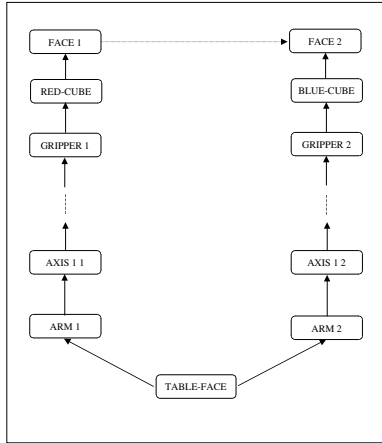 FACE 1
FACE 2
RED-CUBE
BLUE-CUBE
GRIPPER 1
GRIPPER 2
AXIS 1 1
AXIS 1 2
ARM 1
ARM 2
TABLE-FACE